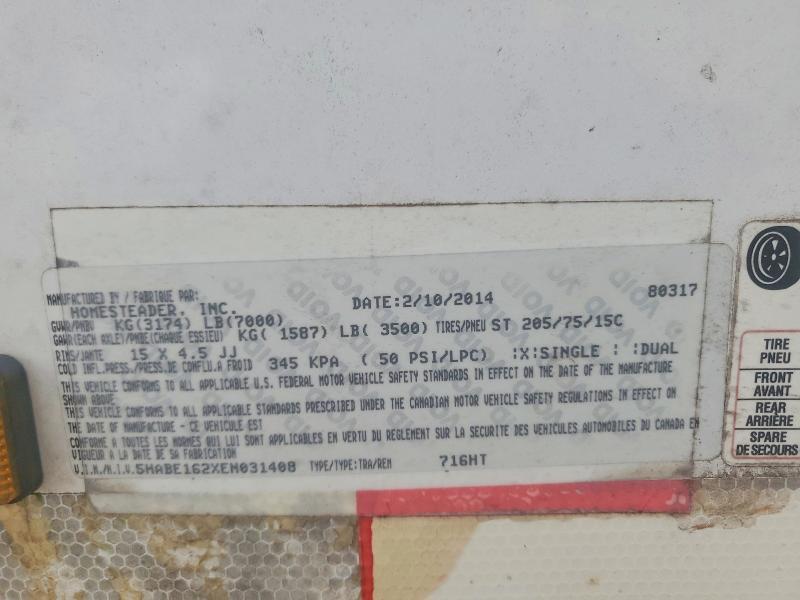 MANUFACTURED BY / FABRIQUE PAR:
HOMESTEADER, INC. DATE:2/10/2014 80317
GVWR/PNBV KG(3174) LB(7000)
GAWR(EACH AXLE)/PNBE(CHAQUE ESSIEU) KG( 1587) LB( 3500) TIRES/PNEU ST 205/75/15C
RIMS/JANTE 15 X 4.5 JJ
COLD INFL.PRESS./PRESS.DE CONFLU.A FROID 345 KPA ( 50 PSI/LPC) :X:SINGLE : :DUAL
THIS VEHICLE CONFORMS TO ALL APPLICABLE U.S. FEDERAL MOTOR VEHICLE SAFETY STANDARDS IN EFFECT ON THE DATE OF THE MANUFACTURE
SHOWN ABOVE
THIS VEHICLE CONFORMS TO ALL APPLICABLE STANDARDS PRESCRIBED UNDER THE CANADIAN MOTOR VEHICLE SAFETY REGULATIONS IN EFFECT ON
THE DATE OF MANUFACTURE - CE VEHICULE EST
CONFORME A TOUTES LES NORMES QUI LUI SONT APPLICABLES EN VERTU DU REGLEMENT SUR LA SECURITE DES VEHICULES AUTOMOBILES DU CANADA EN
VIGUEUR A LA DATE DE SA FABRICATION
V.I.N./N.I.V. 5HABE162XEN031408 TYPE/TYPE:TRA/REM 716HT
TIRE
PNEU
FRONT
AVANT
REAR
ARRIÈRE
SPARE
DE SECOURS